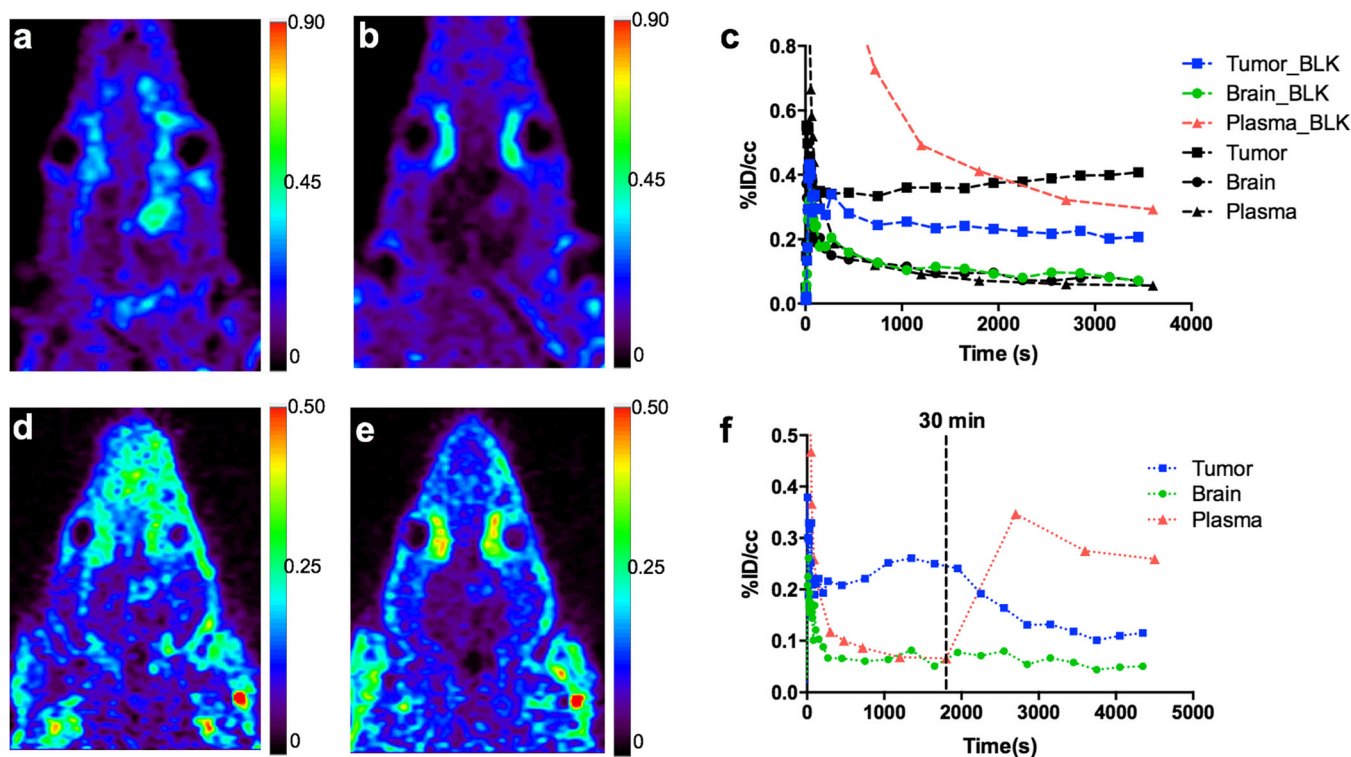 a
0.90
0.45
0
b
0.90
0.45
0
c
%ID/cc
0.8
0.6
0.4
0.2
0.0
0 1000 2000 3000 4000
Time (s)
Tumor_BLK
Brain_BLK
Plasma_BLK
Tumor
Brain
Plasma
d
0.50
0.25
0
e
0.50
0.25
0
f
30 min
%ID/cc
0.5
0.4
0.3
0.2
0.1
0.0
0 1000 2000 3000 4000 5000
Time(s)
Tumor
Brain
Plasma